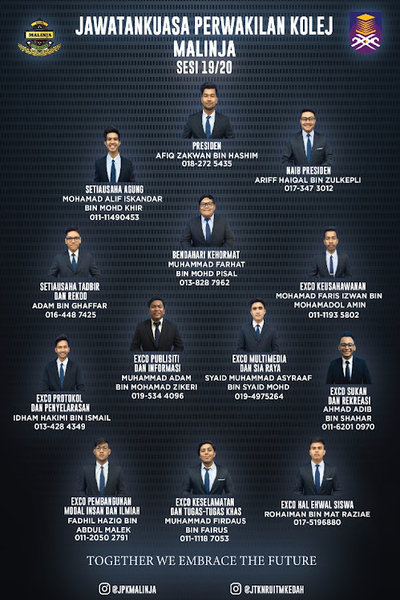 JAWATANKUASA PERWAKILAN KOLEJ
MALINJA
SESI 19/20
MALINJA
PRESIDEN
AFIQ ZAKWAN BIN HASHIM
018-272 5435
NAIB PRESIDEN
ARIFF HAIQAL BIN ZULKEPLI
017-347 3012
SETIAUSAHA AGUNG
MOHAMAD ALIF ISKANDAR
BIN MOHD KHIR
011-11490453
BENDAHARI KEHORMAT
MUHAMMAD FARHAT
BIN MOHD PISAL
013-828 7962
SETIAUSAHA TADBIR
DAN REKOD
ADAM BIN GHAFFAR
016-448 7425
EXCO KEUSAHAWANAN
MOHAMAD FARIS IZWAN BIN
MOHAMADOL AMIN
011-1193 5802
EXCO PUBLISITI
DAN INFORMASI
MUHAMMAD ADAM
BIN MOHAMAD ZIKERI
019-534 4096
EXCO MULTIMEDIA
DAN SIA RAYA
SYAID MUHAMMAD ASYRAAF
BIN SYAID MOHD
019-4975264
EXCO PROTOKOL
DAN PENYELARASAN
IDHAM HAKIMI BIN ISMAIL
013-428 4349
EXCO SUKAN
DAN REKREASI
AHMAD ADIB
BIN SHAHAR
011-6201 0970
EXCO PEMBANGUNAN
MODAL INSAN DAN ILMIAH
FADHIL HAZIQ BIN
ABDUL MALEK
011-2050 2791
EXCO KESELAMATAN
DAN TUGAS-TUGAS KHAS
MUHAMMAD FIRDAUS
BIN FAIRUS
011-1118 7053
EXCO HAL EHWAL SISWA
ROHAIMAN BIN MAT RAZIAE
017-5196880
TOGETHER WE EMBRACE THE FUTURE
@JPKMALINJA
@JTKNRUITMKEDAH